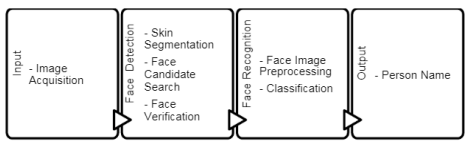 Input
- Image
Acquisition
Face Detection
- Skin
Segmentation
- Face
Candidate
Search
- Face
Verification
Face Recognition
- Face Image
Preprocessing
- Classification
Output
- Person Name